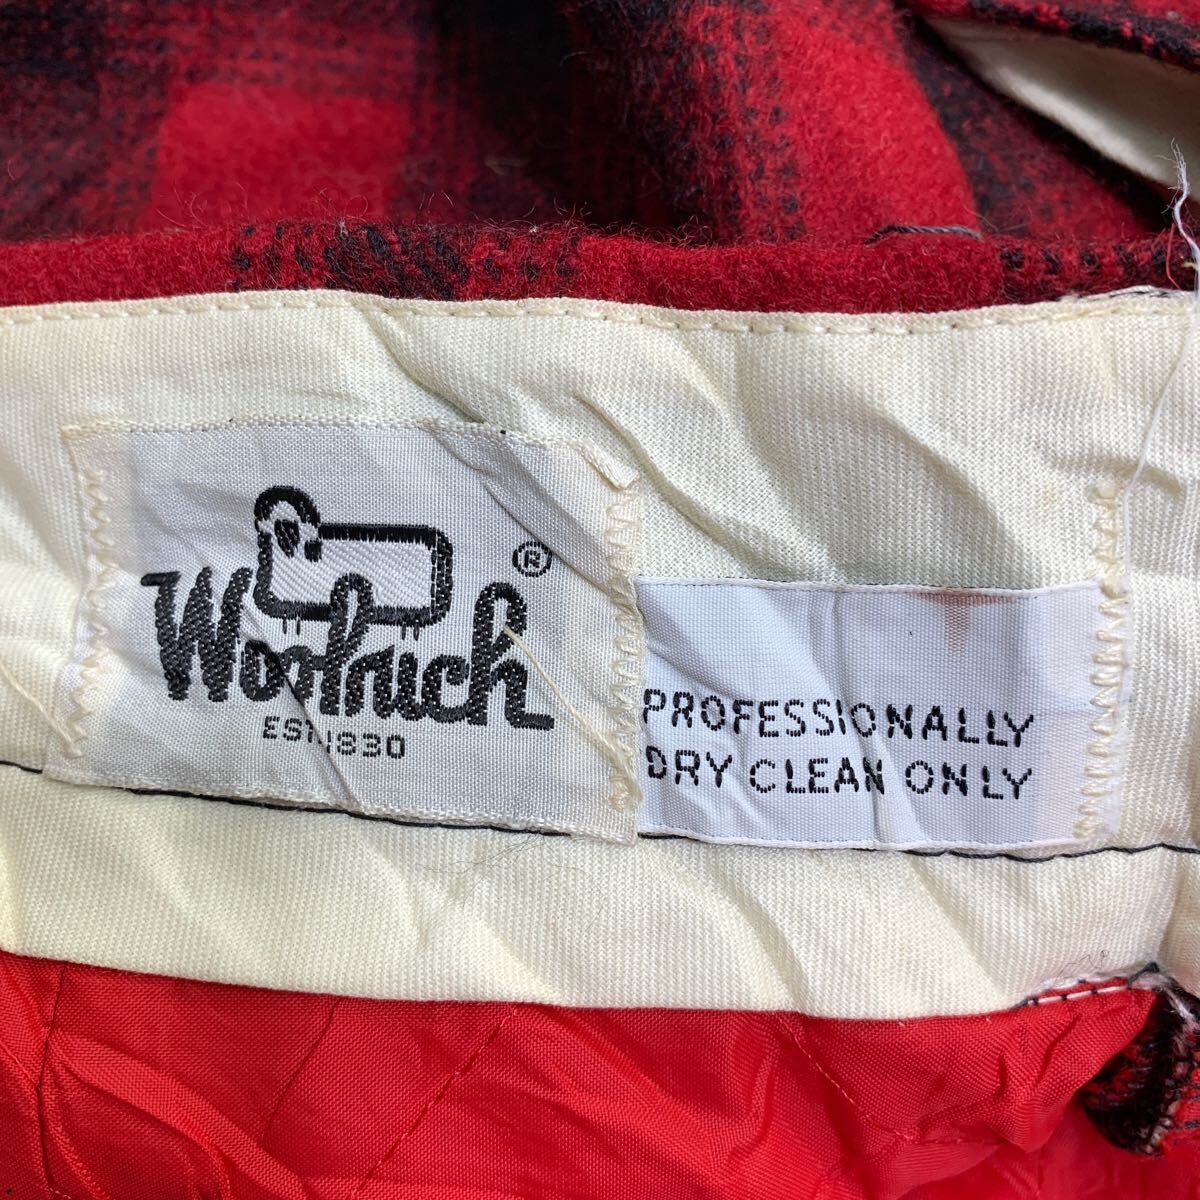 Woolrich ®
EST. 1830
PROFESSIONALLY
DRY CLEAN ONLY